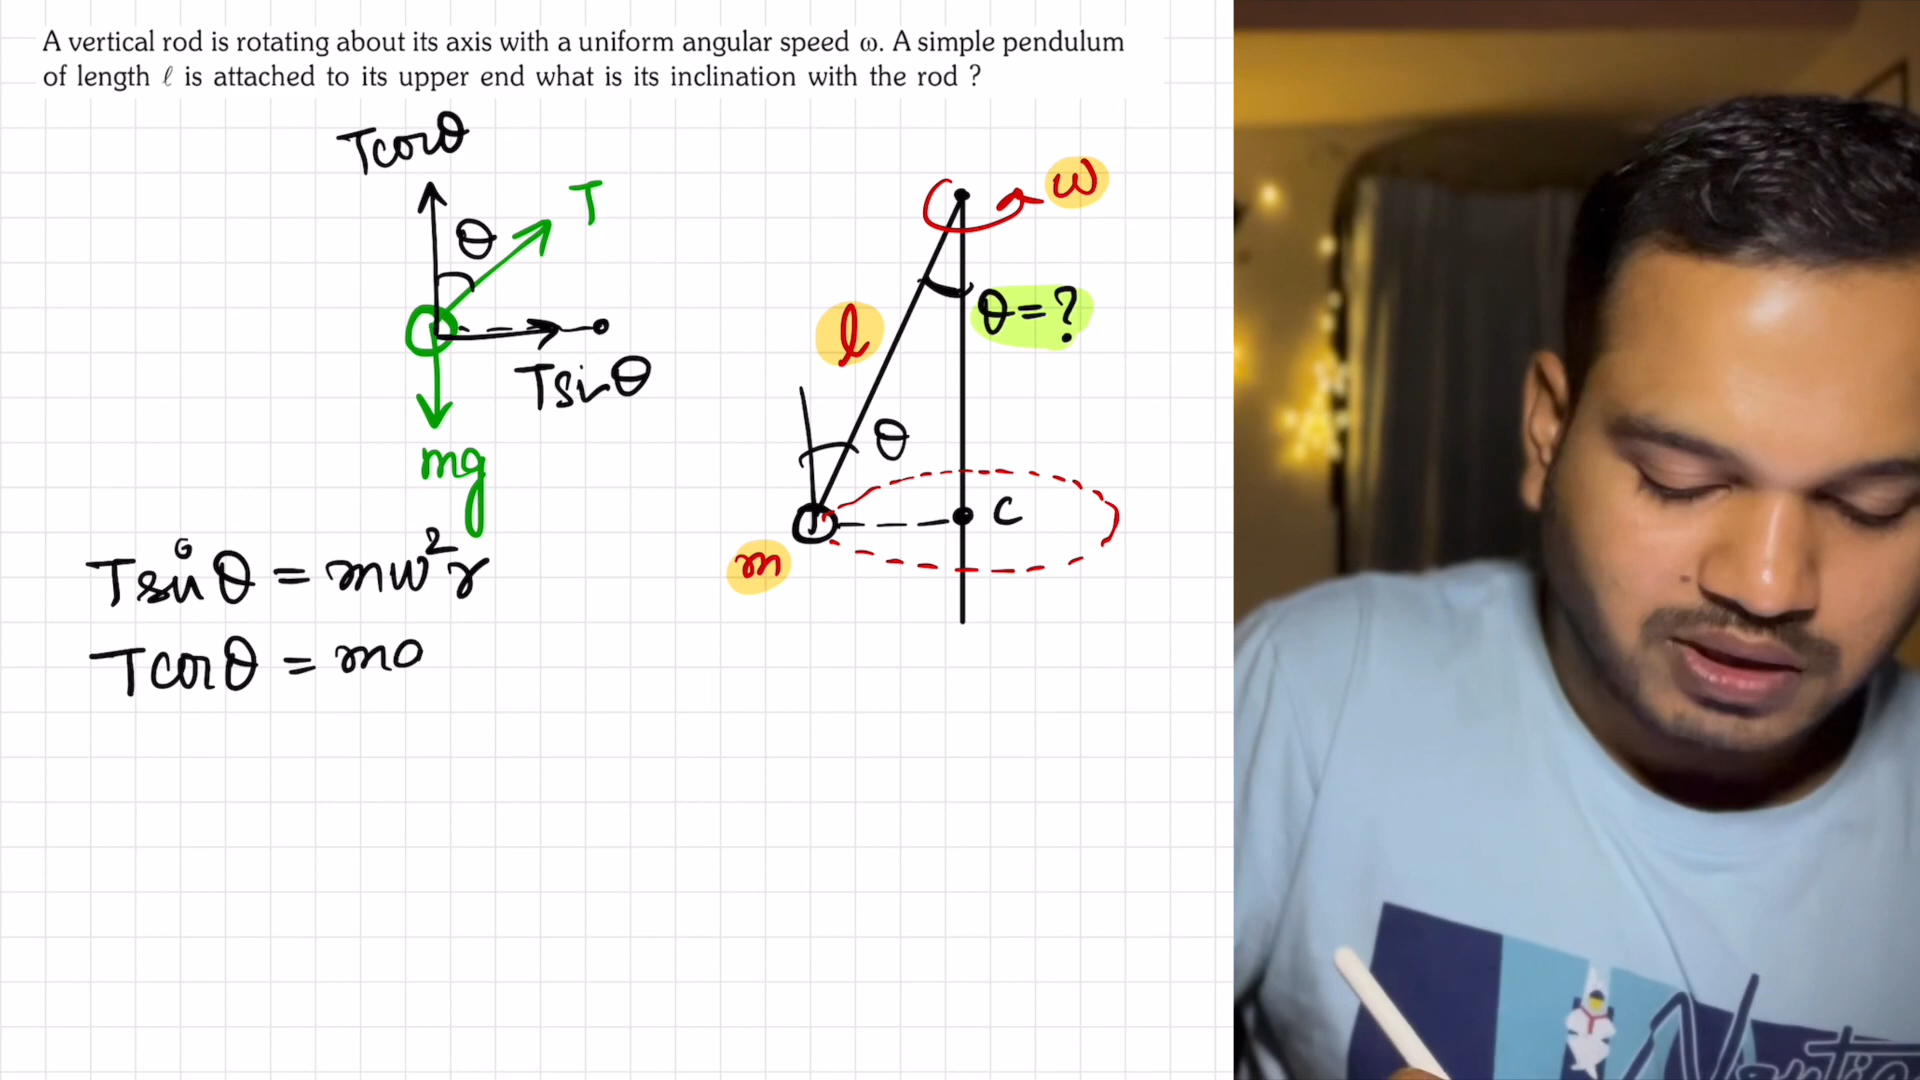 A vertical rod is rotating about its axis with a uniform angular speed ω. A simple pendulum
of length ℓ is attached to its upper end what is its inclination with the rod ?
Tcosθ
T
θ
Tsinθ
mg
ω
θ=?
l
θ
C
m
Tsinθ = mω²r
Tcosθ = mo